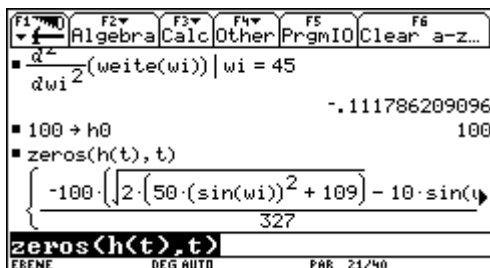 F1 F2 F3 F4 F5 F6
Algebra Calc Other PrgmIO Clear a-z…
d²/dwi² (weite(wi)) | wi = 45
-.111786209096
100 → h0 100
zeros(h(t),t)
{ -100·(√(2·(50·(sin(wi))²+109)) - 10·sin(
327
zeros(h(t),t)
EBENE DEG AUTO PAR 21/40